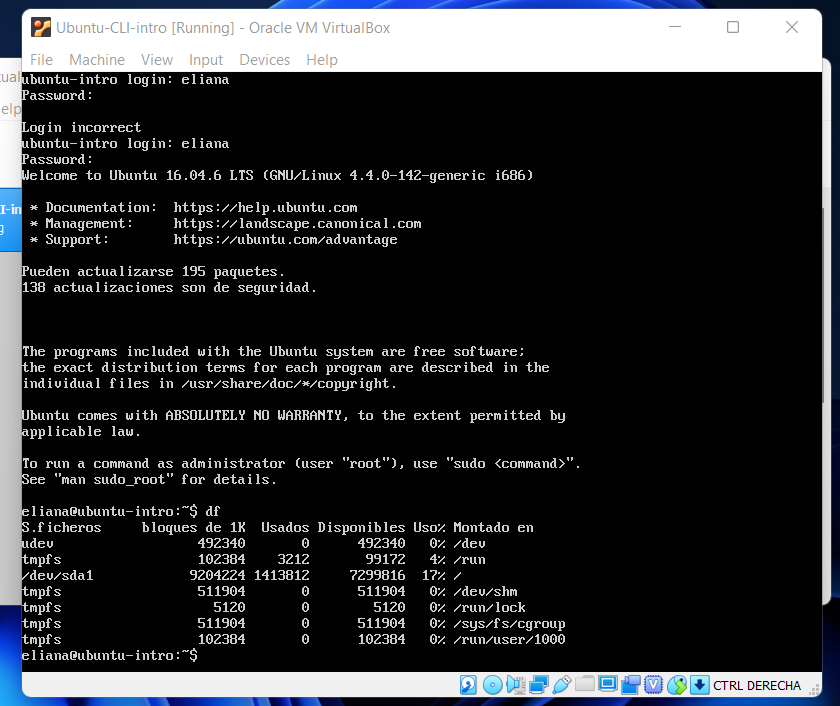 Ubuntu-CLI-intro [Running] - Oracle VM VirtualBox
File Machine View Input Devices Help
ubuntu-intro login: eliana
Password:
Login incorrect
ubuntu-intro login: eliana
Password:
Welcome to Ubuntu 16.04.6 LTS (GNU/Linux 4.4.0-142-generic i686)
* Documentation: https://help.ubuntu.com
* Management: https://landscape.canonical.com
* Support: https://ubuntu.com/advantage
Pueden actualizarse 195 paquetes.
138 actualizaciones son de seguridad.
The programs included with the Ubuntu system are free software;
the exact distribution terms for each program are described in the
individual files in /usr/share/doc/*/copyright.
Ubuntu comes with ABSOLUTELY NO WARRANTY, to the extent permitted by
applicable law.
To run a command as administrator (user "root"), use "sudo <command>".
See "man sudo_root" for details.
eliana@ubuntu-intro:~$ df
S.ficheros bloques de 1K Usados Disponibles Uso% Montado en
udev 492340 0 492340 0% /dev
tmpfs 102384 3212 99172 4% /run
/dev/sda1 9204224 1413812 7299816 17% /
tmpfs 511904 0 511904 0% /dev/shm
tmpfs 5120 0 5120 0% /run/lock
tmpfs 511904 0 511904 0% /sys/fs/cgroup
tmpfs 102384 0 102384 0% /run/user/1000
eliana@ubuntu-intro:~$
CTRL DERECHA